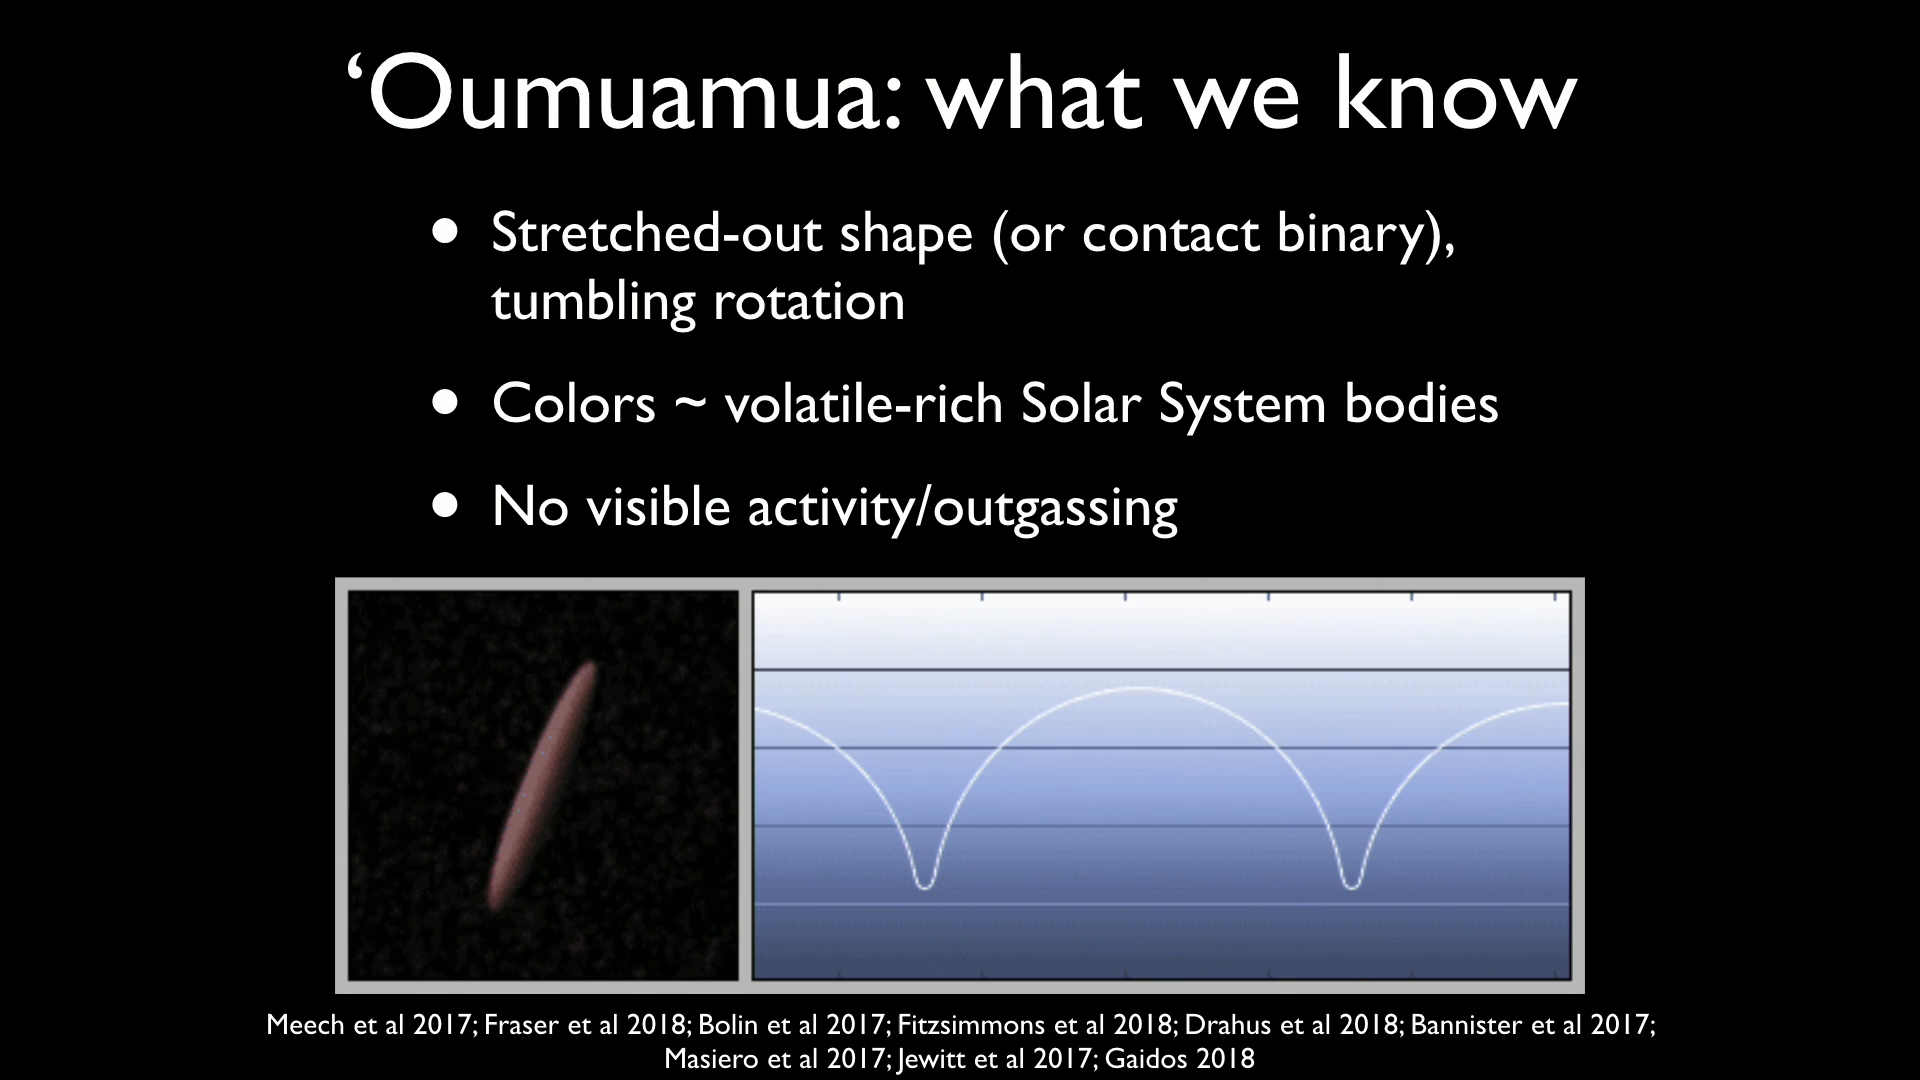 ‘Oumuamua: what we know
• Stretched-out shape (or contact binary),
tumbling rotation
• Colors ~ volatile-rich Solar System bodies
• No visible activity/outgassing
Meech et al 2017; Fraser et al 2018; Bolin et al 2017; Fitzsimmons et al 2018; Drahus et al 2018; Bannister et al 2017;
Masiero et al 2017; Jewitt et al 2017; Gaidos 2018